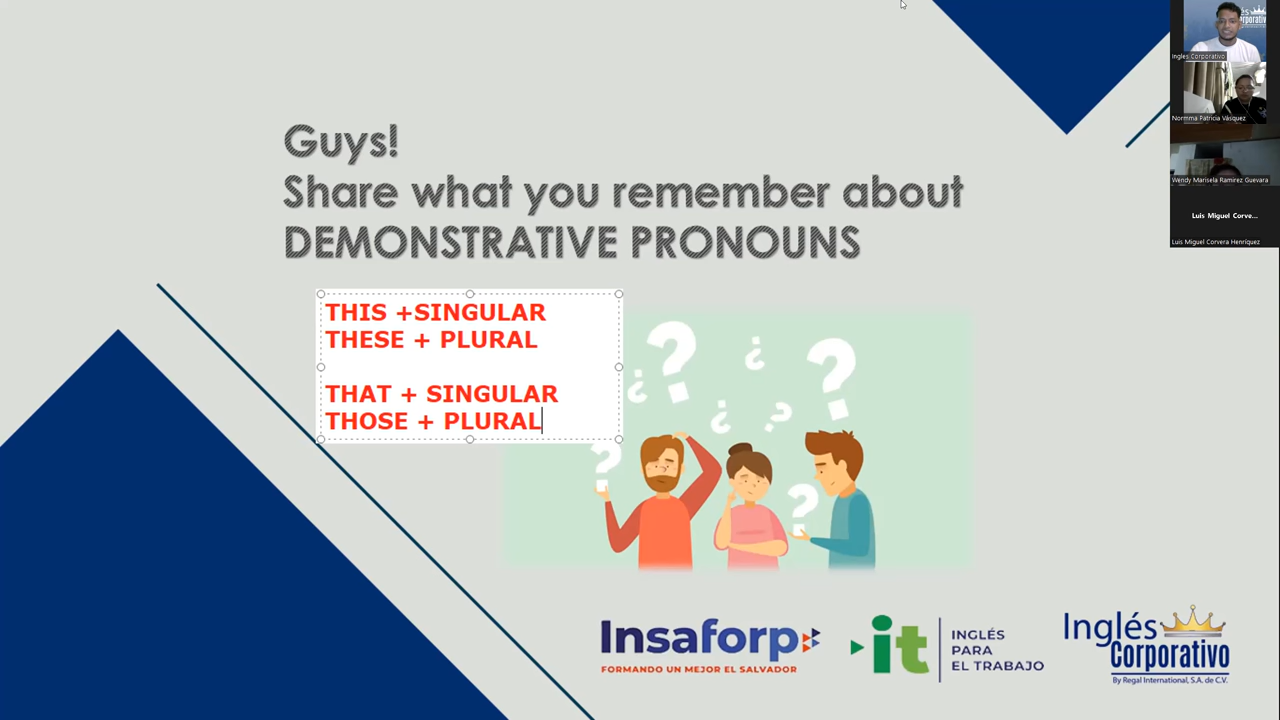 Guys!
Share what you remember about
DEMONSTRATIVE PRONOUNS
THIS +SINGULAR
THESE + PLURAL
THAT + SINGULAR
THOSE + PLURAL
? ¿ ? ?
¿ ¿ ?
? ?
Insaforp
FORMANDO UN MEJOR EL SALVADOR
it
INGLÉS
PARA
EL TRABAJO
Inglés
Corporativo
By Regal International, S.A. de C.V.
Ingles Corporativo
Normma Patricia Vásquez
Wendy Marisela Ramirez Guevara
Luis Miguel Corve...
Luis Miguel Corvera Henríquez